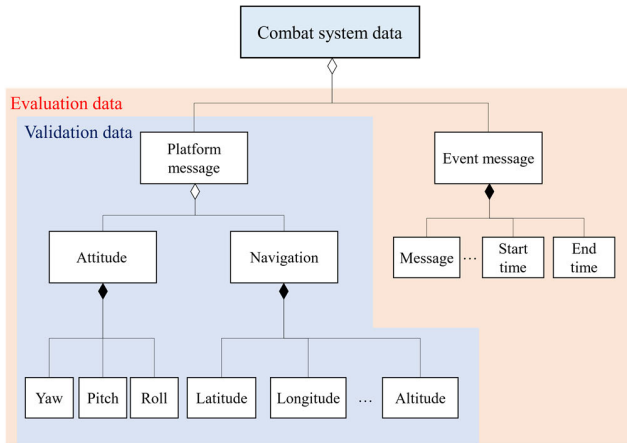 Combat system data
Evaluation data
Validation data
Platform
message
Event message
Attitude
Navigation
Message
...
Start
time
End
time
Yaw
Pitch
Roll
Latitude
Longitude
...
Altitude